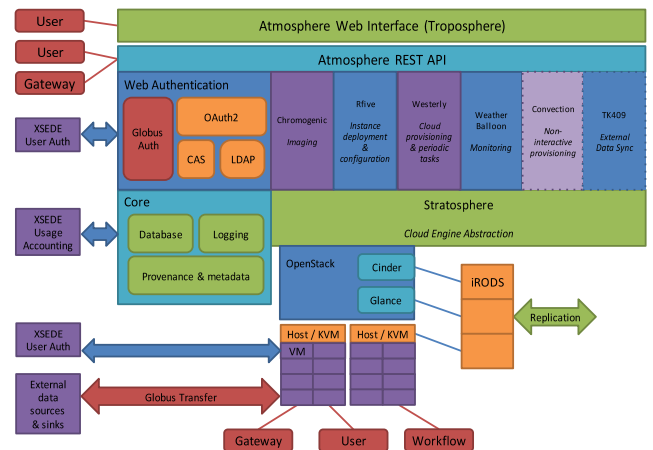 User
Atmosphere Web Interface (Troposphere)
User
Atmosphere REST API
Gateway
Web Authentication
XSEDE
User Auth
Globus
Auth
OAuth2
CAS
LDAP
Chromogenic
Imaging
Rfive
Instance
deployment
&
configuration
Westerly
Cloud
provisioning
& periodic
tasks
Weather
Balloon
Monitoring
Convection
Non-
interactive
provisioning
TK409
External
Data Sync
XSEDE
Usage
Accounting
Core
Database
Logging
Provenance & metadata
Stratosphere
Cloud Engine Abstraction
OpenStack
Cinder
Glance
iRODS
Replication
XSEDE
User Auth
Host / KVM
Host / KVM
VM
External
data
sources
& sinks
Globus Transfer
Gateway
User
Workflow